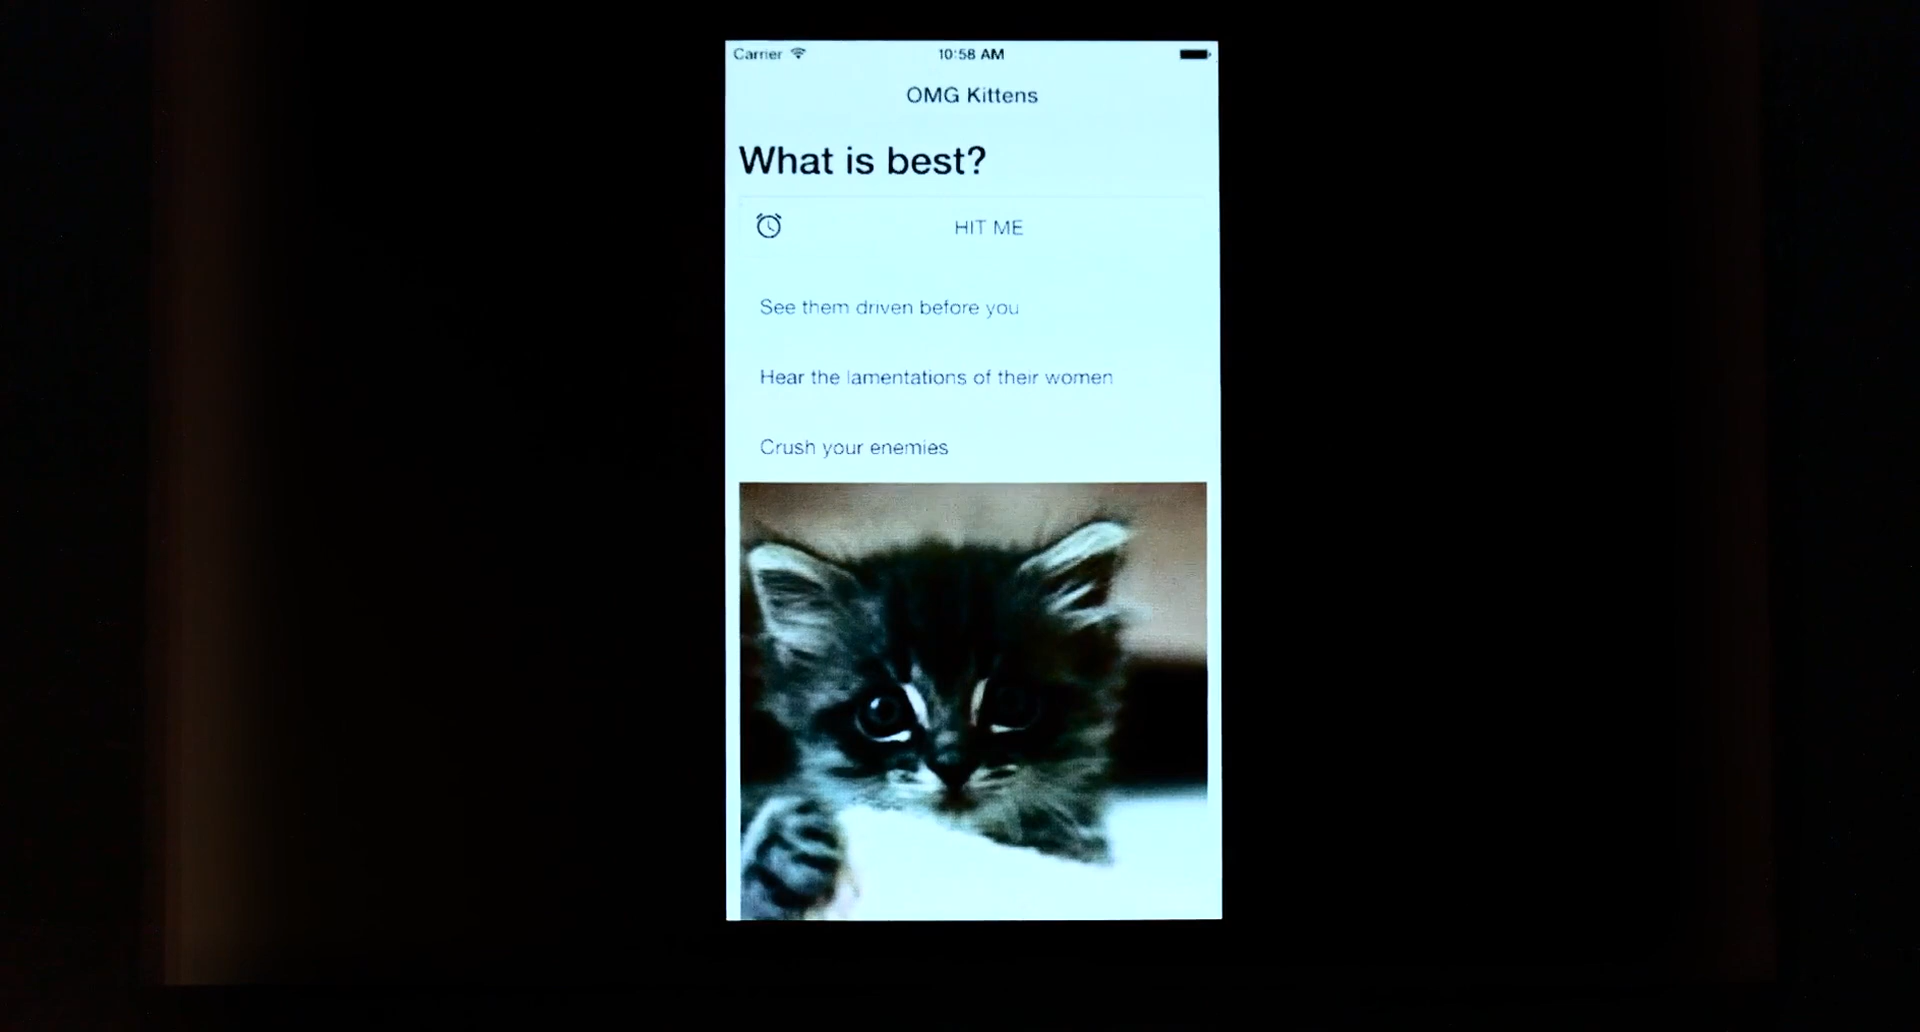 Carrier
10:58 AM
OMG Kittens
What is best?
HIT ME
See them driven before you
Hear the lamentations of their women
Crush your enemies